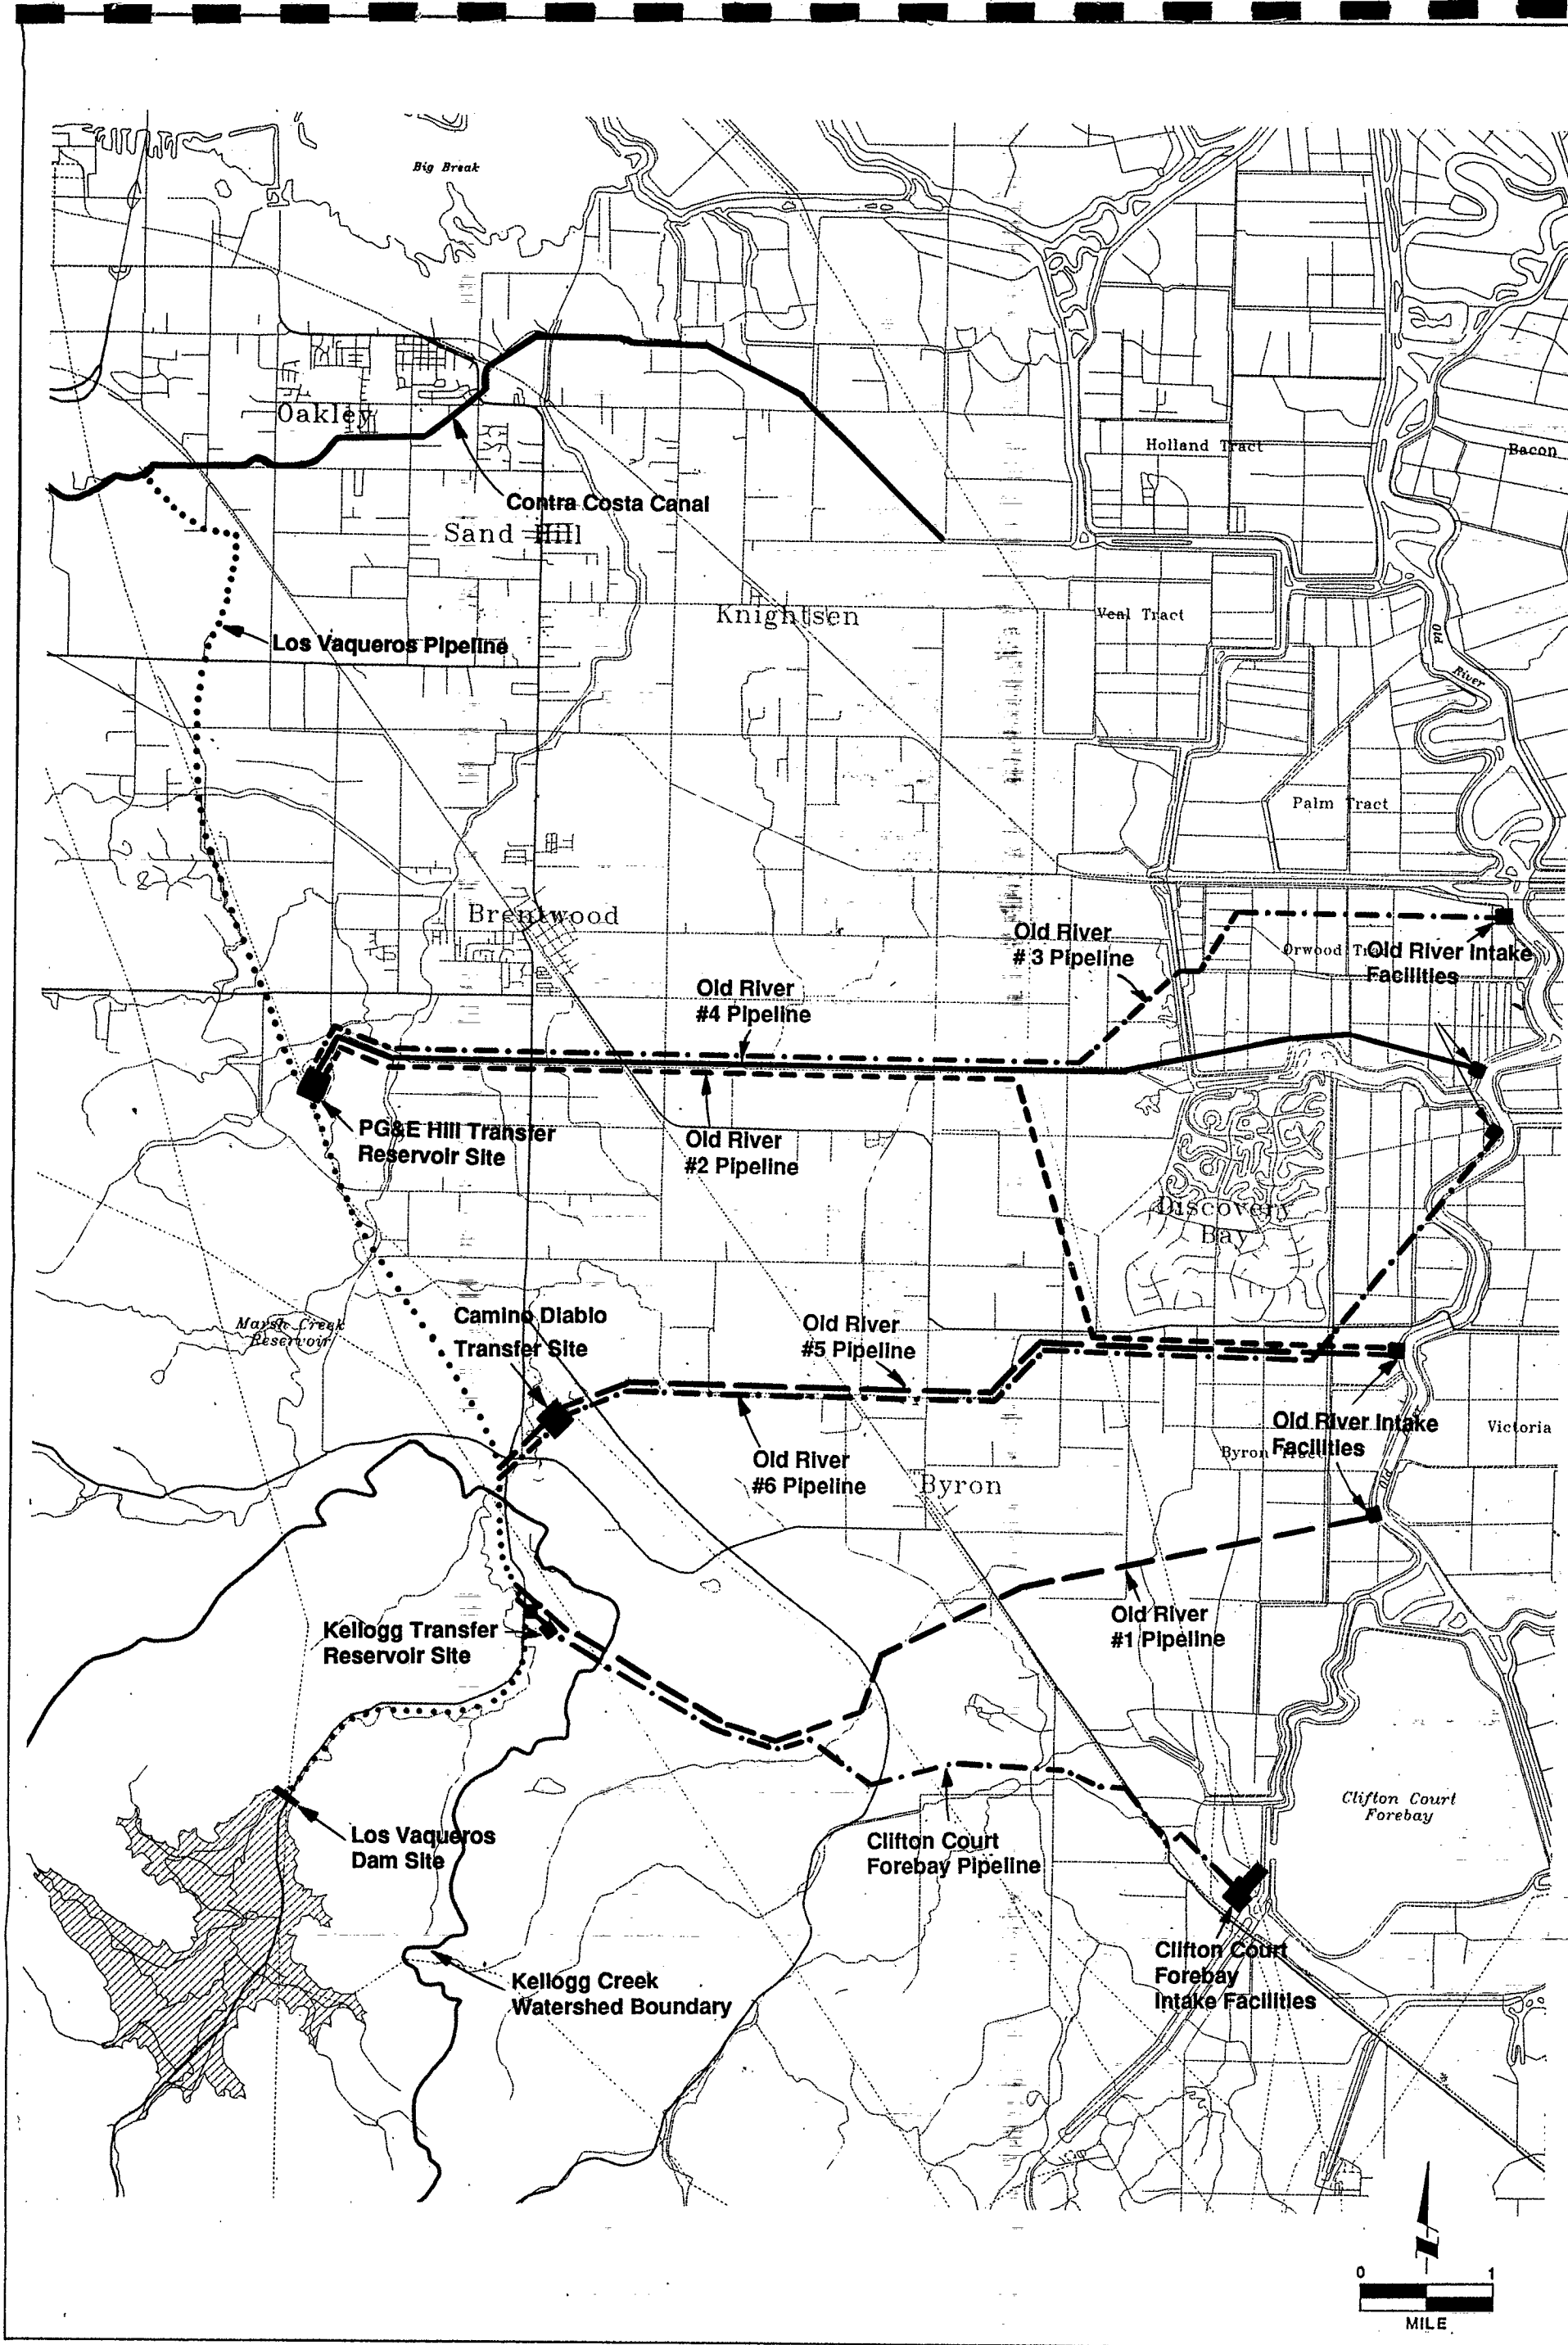 Big Break
Oakley
Holland Tract
Bacon
Contra Costa Canal
Sand Hill
Knightsen
Veal Tract
Old
River
Los Vaqueros Pipeline
Palm Tract
Brentwood
Old River
# 3 Pipeline
Orwood Tract
Old River Intake
Facilities
Old River
#4 Pipeline
PG&E Hill Transfer
Reservoir Site
Old River
#2 Pipeline
Discovery
Bay
Marsh Creek
Reservoir
Camino Diablo
Transfer Site
Old River
#5 Pipeline
Old River Intake
Facilities
Victoria
Byron Tract
Old River
#6 Pipeline
Byron
Old River
#1 Pipeline
Kellogg Transfer
Reservoir Site
Clifton Court
Forebay
Los Vaqueros
Dam Site
Clifton Court
Forebay Pipeline
Clifton Court
Forebay
Intake Facilities
Kellogg Creek
Watershed Boundary
0 1
MILE